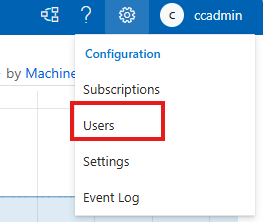 ? C ccadmin
by Machine
Configuration
Subscriptions
Users
Settings
Event Log